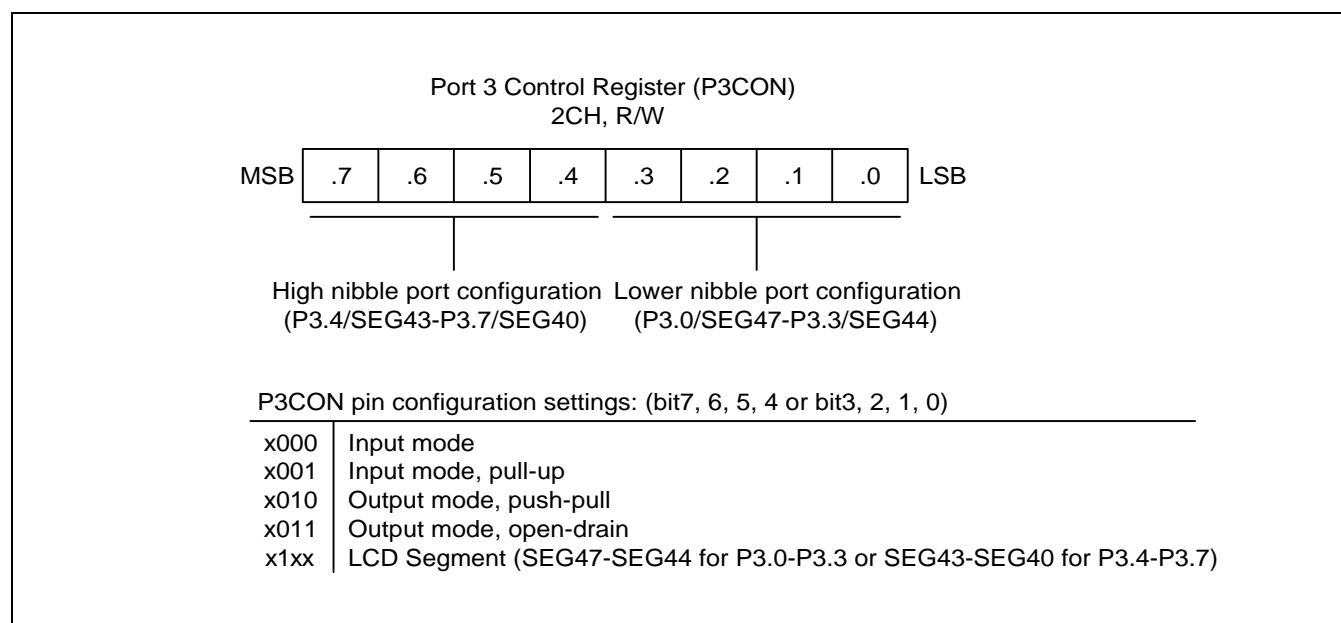 Port 3 Control Register (P3CON)
2CH, R/W
MSB .7 .6 .5 .4 .3 .2 .1 .0 LSB
High nibble port configuration
(P3.4/SEG43-P3.7/SEG40)
Lower nibble port configuration
(P3.0/SEG47-P3.3/SEG44)
P3CON pin configuration settings: (bit7, 6, 5, 4 or bit3, 2, 1, 0)
x000 Input mode
x001 Input mode, pull-up
x010 Output mode, push-pull
x011 Output mode, open-drain
x1xx LCD Segment (SEG47-SEG44 for P3.0-P3.3 or SEG43-SEG40 for P3.4-P3.7)